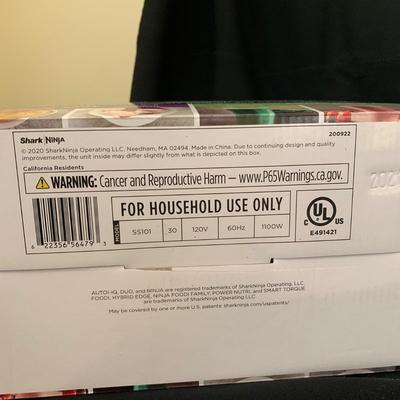 Shark | NINJA
200922
© 2020 SharkNinja Operating LLC, Needham, MA 02494. Made in China. Due to continuing design and quality
improvements, the unit inside may differ slightly from what is depicted on this box.
California Residents
⚠ WARNING: Cancer and Reproductive Harm — www.P65Warnings.ca.gov.
FOR HOUSEHOLD USE ONLY
MODEL SS101 30 120V 60Hz 1100W
6 22356 56479 3
C UL US
E491421
AUTO-IQ, DUO, and NINJA are registered trademarks of SharkNinja Operating LLC.
FOODI, HYBRID EDGE, NINJA FOODI FAMILY, POWER NUTRI, and SMART TORQUE
are trademarks of SharkNinja Operating LLC.
May be covered by one or more U.S. patents: sharkninja.com/uspatents/